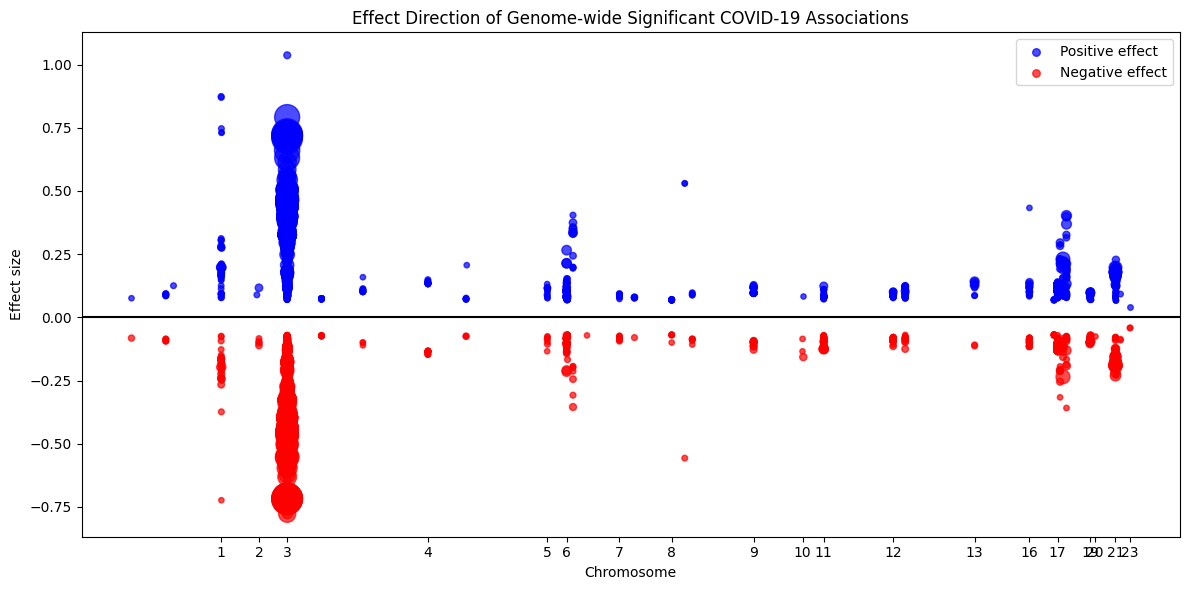 Effect Direction of Genome-wide Significant COVID-19 Associations
Positive effect
Negative effect
Effect size
1.00
0.75
0.50
0.25
0.00
−0.25
−0.50
−0.75
1 2 3 4 5 6 7 8 9 10 11 12 13 16 17 19 20 21 23
Chromosome